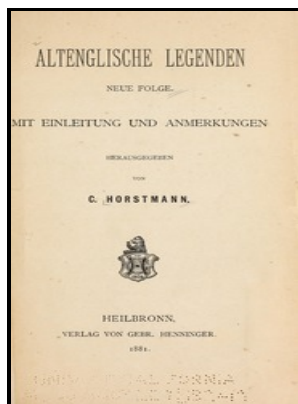 ALTENGLISCHE LEGENDEN
NEUE FOLGE.
MIT EINLEITUNG UND ANMERKUNGEN
HERAUSGEGEBEN
VON
C. HORSTMANN.
HEILBRONN,
VERLAG VON GEBR. HENNINGER.
1881.